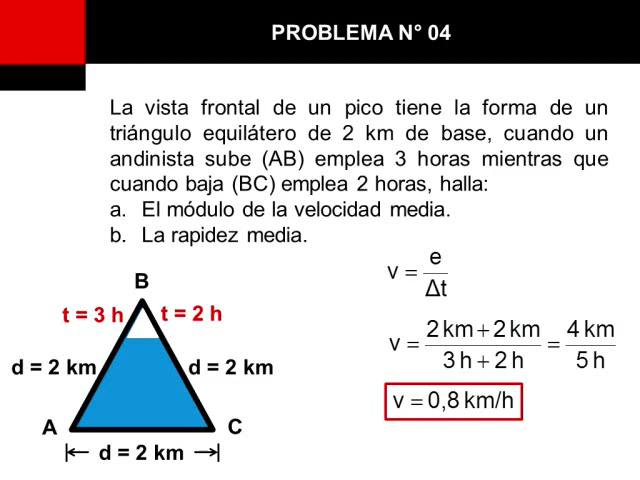 PROBLEMA N° 04
La vista frontal de un pico tiene la forma de un
triángulo equilátero de 2 km de base, cuando un
andinista sube (AB) emplea 3 horas mientras que
cuando baja (BC) emplea 2 horas, halla:
a. El módulo de la velocidad media.
b. La rapidez media.
v = e / Δt
B
t = 3 h t = 2 h
v = 2 km + 2 km / 3 h + 2 h = 4 km / 5 h
d = 2 km d = 2 km
v = 0,8 km/h
A C
d = 2 km